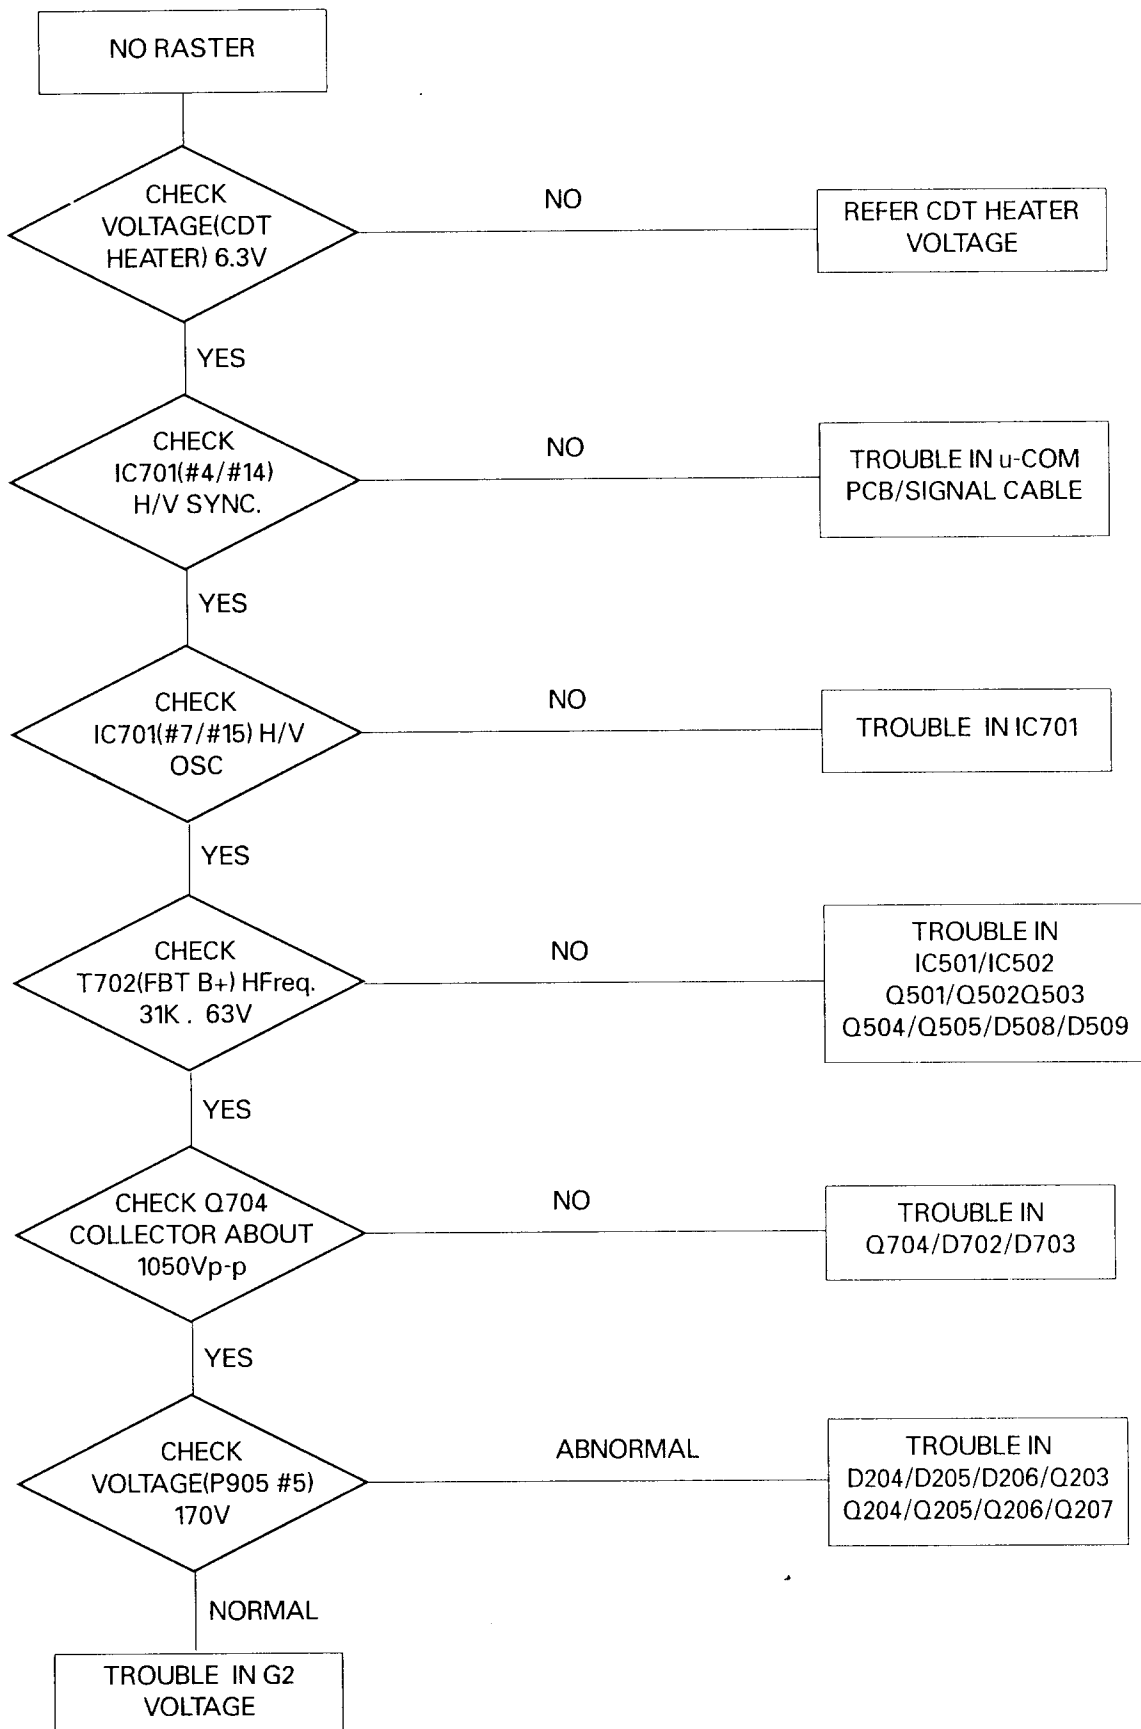 NO RASTER
CHECK
VOLTAGE(CDT
HEATER) 6.3V
NO
REFER CDT HEATER
VOLTAGE
YES
CHECK
IC701(#4/#14)
H/V SYNC.
NO
TROUBLE IN u-COM
PCB/SIGNAL CABLE
YES
CHECK
IC701(#7/#15) H/V
OSC
NO
TROUBLE IN IC701
YES
CHECK
T702(FBT B+) HFreq.
31K . 63V
NO
TROUBLE IN
IC501/IC502
Q501/Q502Q503
Q504/Q505/D508/D509
YES
CHECK Q704
COLLECTOR ABOUT
1050Vp-p
NO
TROUBLE IN
Q704/D702/D703
YES
CHECK
VOLTAGE(P905 #5)
170V
ABNORMAL
TROUBLE IN
D204/D205/D206/Q203
Q204/Q205/Q206/Q207
NORMAL
TROUBLE IN G2
VOLTAGE